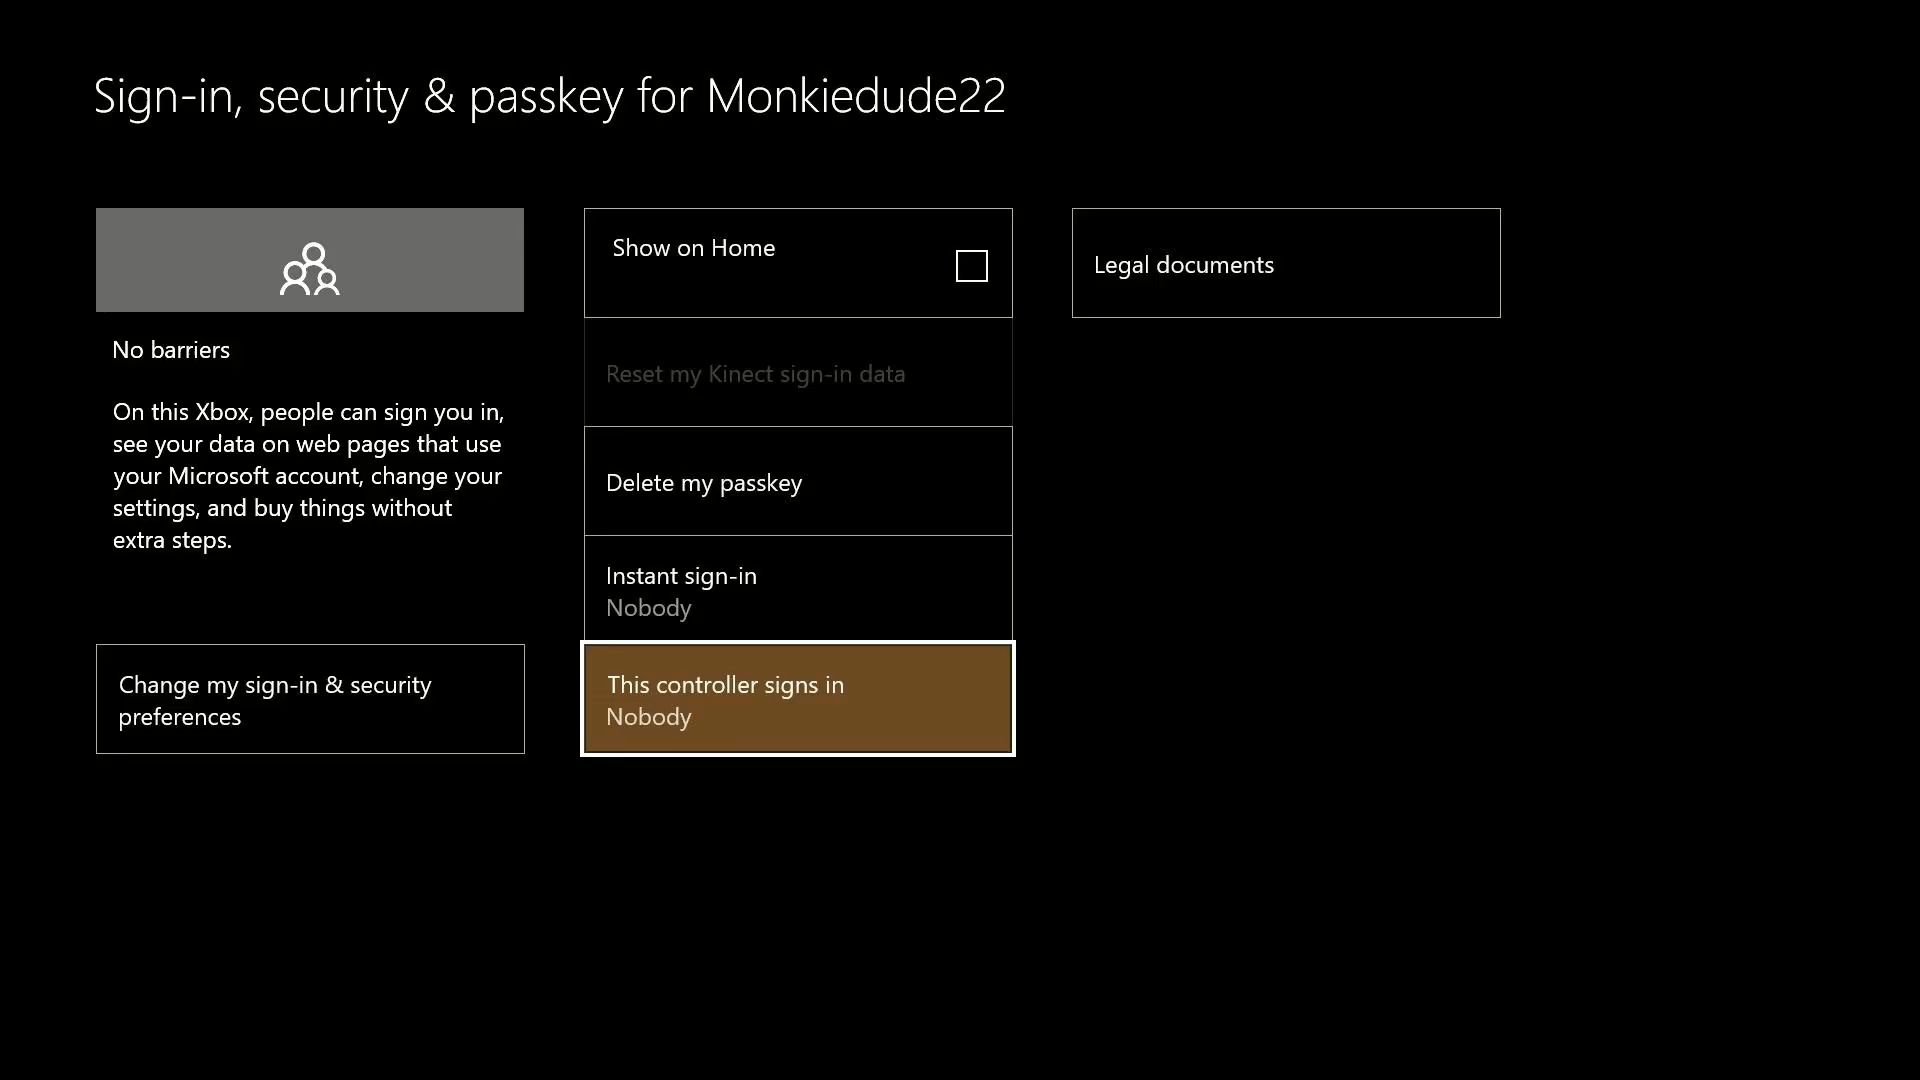 Sign-in, security & passkey for Monkiedude22
No barriers
On this Xbox, people can sign you in,
see your data on web pages that use
your Microsoft account, change your
settings, and buy things without
extra steps.
Change my sign-in & security
preferences
Show on Home
Reset my Kinect sign-in data
Delete my passkey
Instant sign-in
Nobody
This controller signs in
Nobody
Legal documents